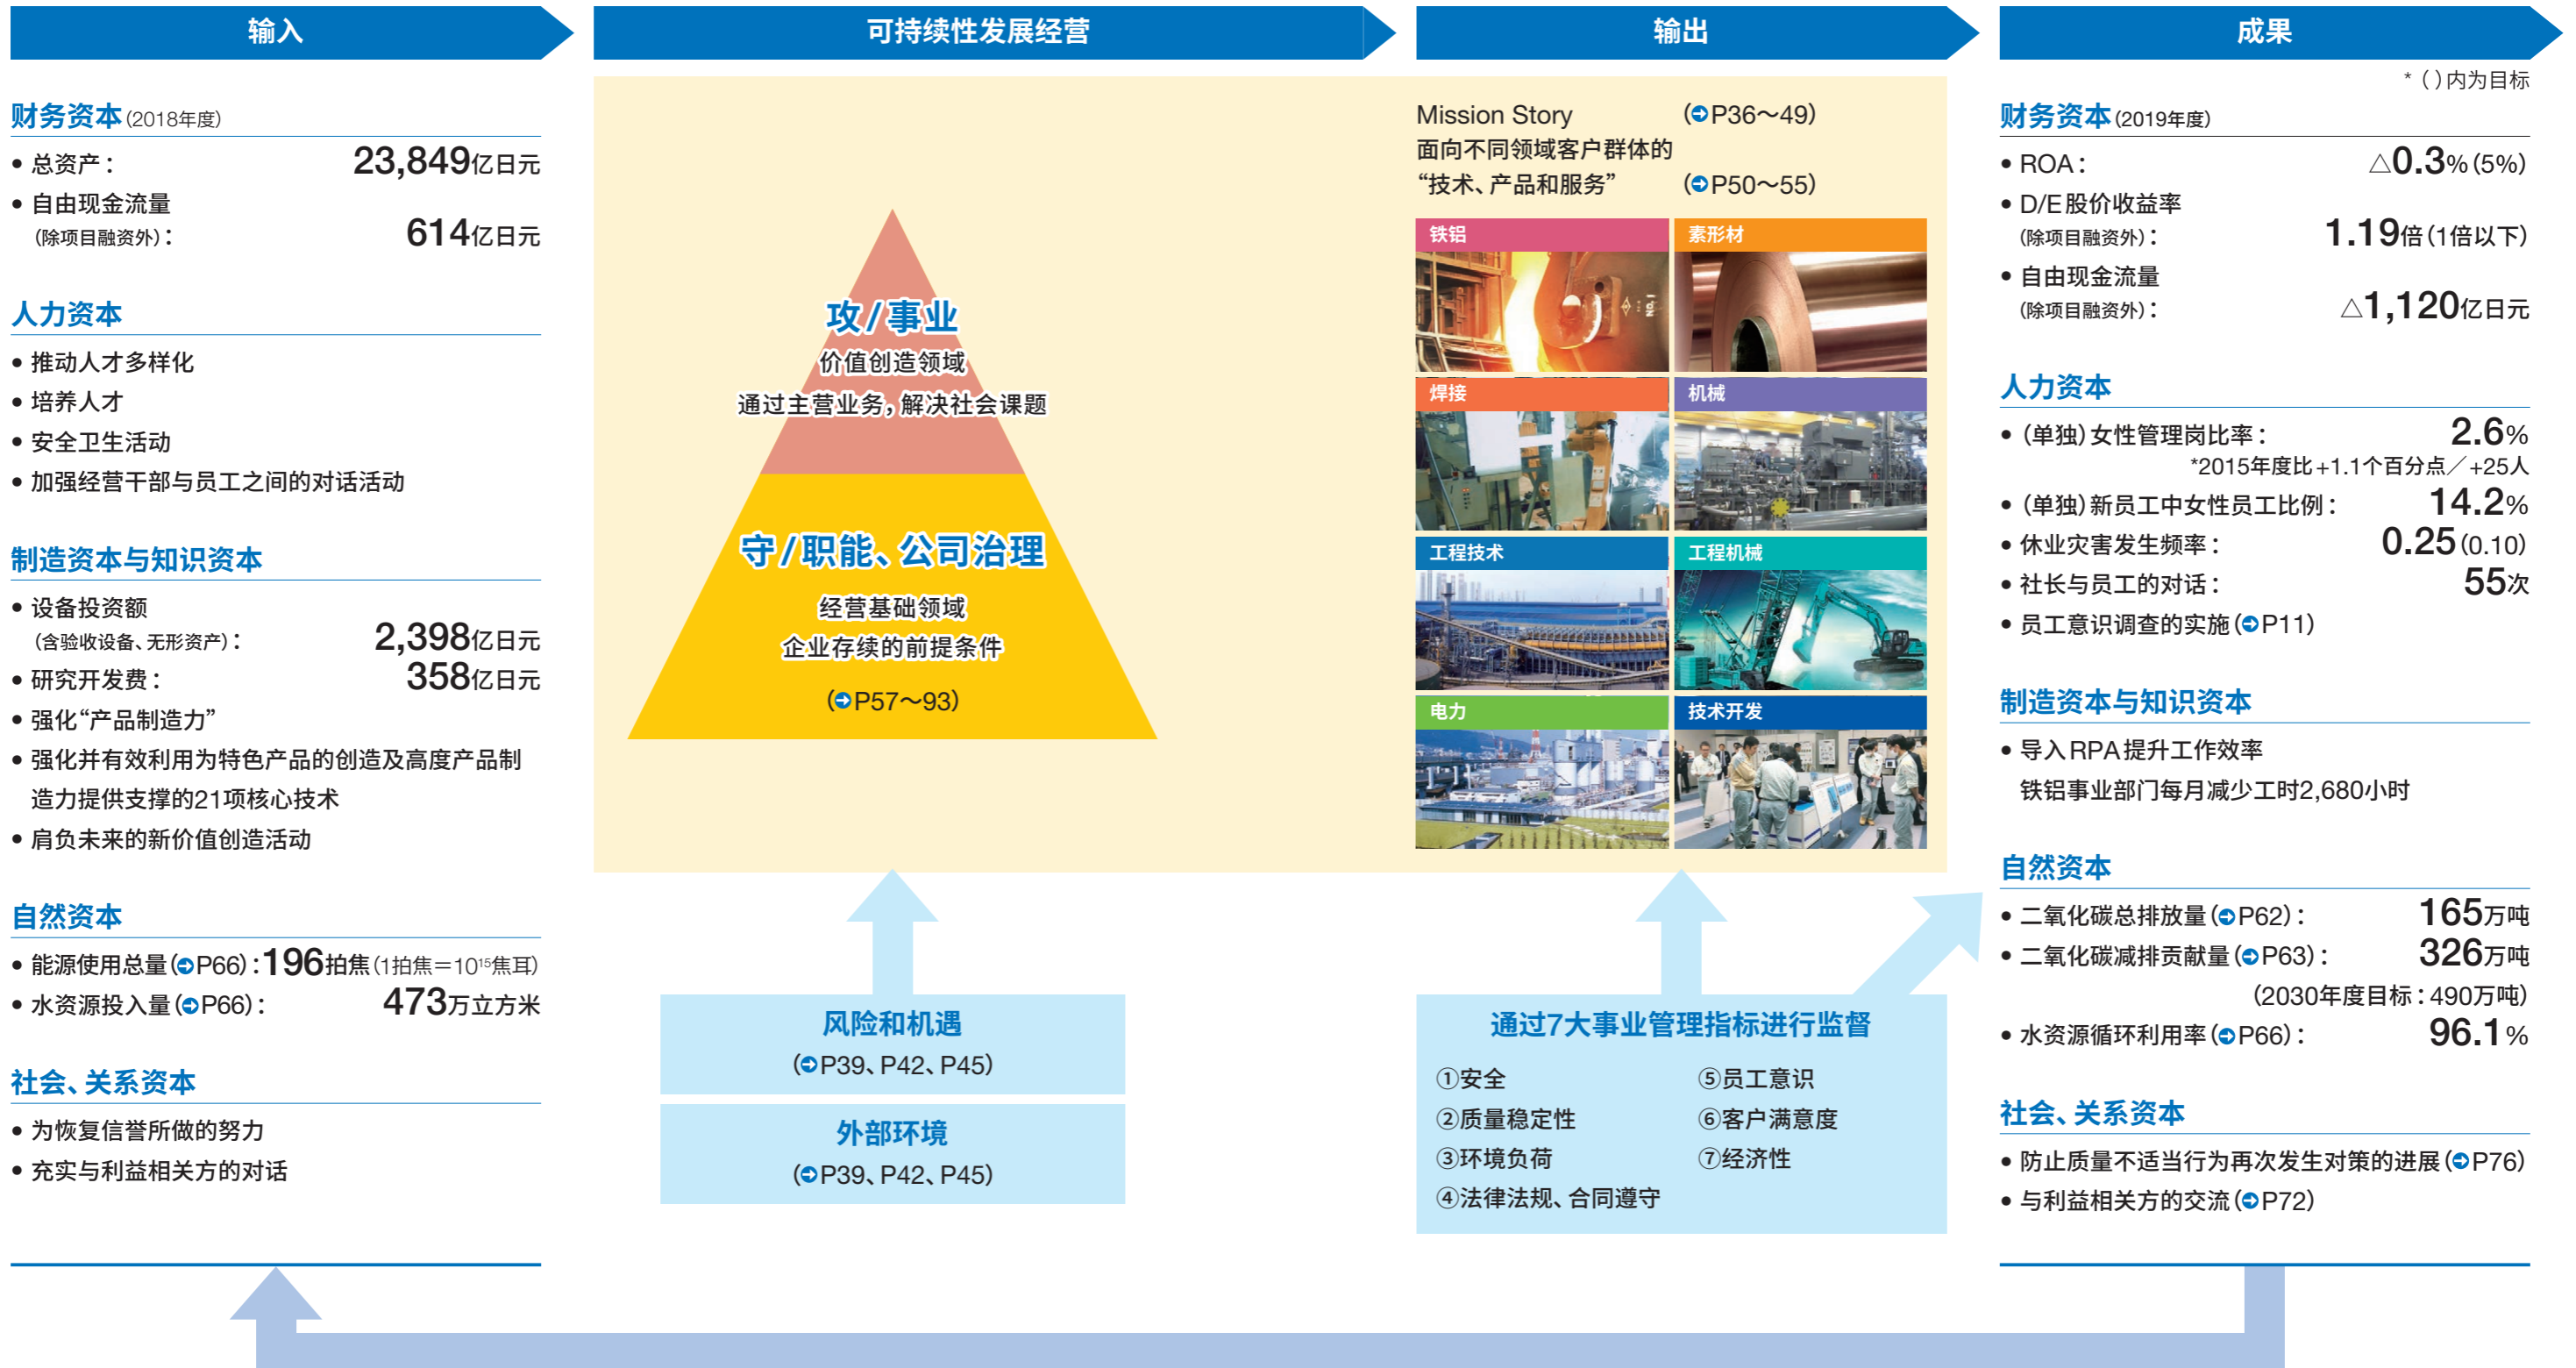 输入
财务资本(2018年度)
• 总资产：23,849亿日元
• 自由现金流量
(除项目融资外)：614亿日元
人力资本
• 推动人才多样化
• 培养人才
• 安全卫生活动
• 加强经营干部与员工之间的对话活动
制造资本与知识资本
• 设备投资额
(含验收设备、无形资产)：2,398亿日元
• 研究开发费：358亿日元
• 强化“产品制造力”
• 强化并有效利用为特色产品的创造及高度产品制
造力提供支撑的21项核心技术
• 肩负未来的新价值创造活动
自然资本
• 能源使用总量(➲P66)：196拍焦(1拍焦＝10¹⁵焦耳)
• 水资源投入量(➲P66)：473万立方米
社会、关系资本
• 为恢复信誉所做的努力
• 充实与利益相关方的对话
可持续性发展经营
攻/事业
价值创造领域
通过主营业务，解决社会课题
守/职能、公司治理
经营基础领域
企业存续的前提条件
(➲P57～93)
风险和机遇
(➲P39、P42、P45)
外部环境
(➲P39、P42、P45)
输出
Mission Story (➲P36～49)
面向不同领域客户群体的
“技术、产品和服务” (➲P50～55)
铁铝
素形材
焊接
机械
工程技术
工程机械
电力
技术开发
通过7大事业管理指标进行监督
①安全
②质量稳定性
③环境负荷
④法律法规、合同遵守
⑤员工意识
⑥客户满意度
⑦经济性
成果
* ( )内为目标
财务资本(2019年度)
• ROA：△0.3%(5%)
• D/E股价收益率
(除项目融资外)：1.19倍(1倍以下)
• 自由现金流量
(除项目融资外)：△1,120亿日元
人力资本
• (单独)女性管理岗比率：2.6%
*2015年度比+1.1个百分点／+25人
• (单独)新员工中女性员工比例：14.2%
• 休业灾害发生频率：0.25(0.10)
• 社长与员工的对话：55次
• 员工意识调查的实施(➲P11)
制造资本与知识资本
• 导入RPA提升工作效率
铁铝事业部门每月减少工时2,680小时
自然资本
• 二氧化碳总排放量(➲P62)：165万吨
• 二氧化碳减排贡献量(➲P63)：326万吨
(2030年度目标：490万吨)
• 水资源循环利用率(➲P66)：96.1%
社会、关系资本
• 防止质量不适当行为再次发生对策的进展(➲P76)
• 与利益相关方的交流(➲P72)